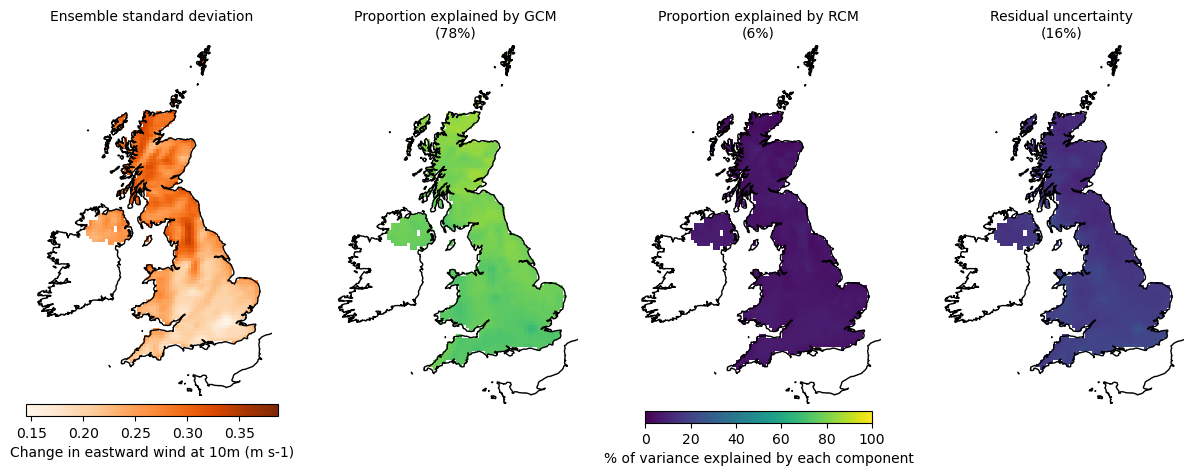 Ensemble standard deviation
Proportion explained by GCM
(78%)
Proportion explained by RCM
(6%)
Residual uncertainty
(16%)
0.15 0.20 0.25 0.30 0.35
Change in eastward wind at 10m (m s-1)
0 20 40 60 80 100
% of variance explained by each component